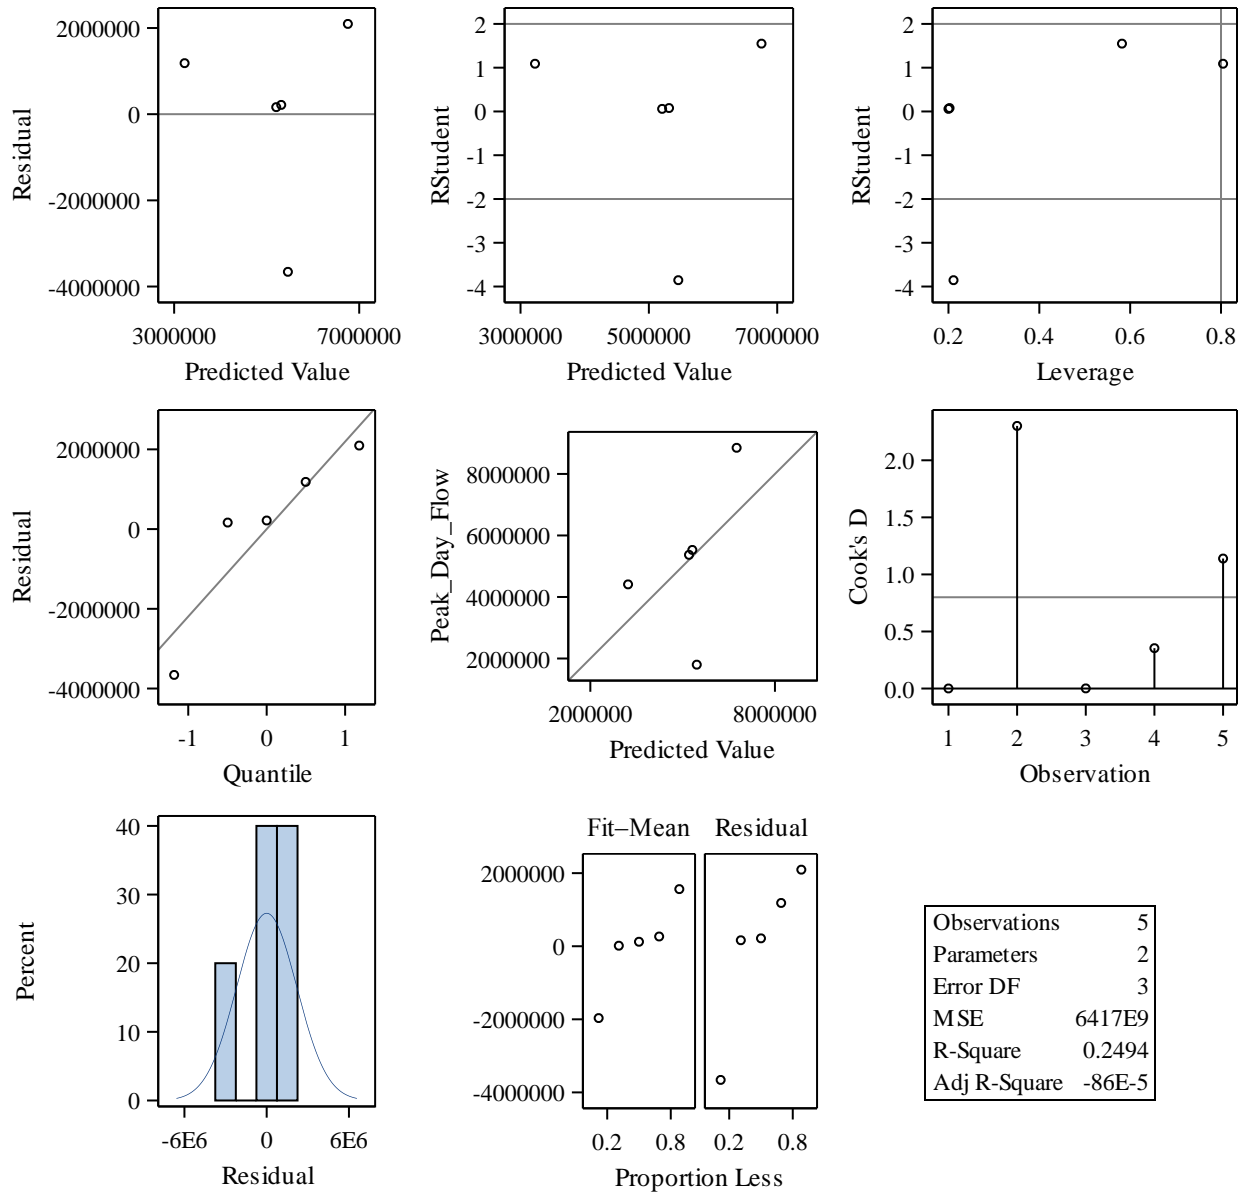 2000000
0
-2000000
-4000000
Residual
3000000 7000000
Predicted Value
2
1
0
-1
-2
-3
-4
RStudent
3000000 5000000 7000000
Predicted Value
2
1
0
-1
-2
-3
-4
RStudent
0.2 0.4 0.6 0.8
Leverage
2000000
0
-2000000
-4000000
Residual
-1 0 1
Quantile
8000000
6000000
4000000
2000000
Peak_Day_Flow
2000000 8000000
Predicted Value
2.0
1.5
1.0
0.5
0.0
Cook's D
1 2 3 4 5
Observation
40
30
20
10
0
Percent
-6E6 0 6E6
Residual
Fit–Mean Residual
2000000
0
-2000000
-4000000
0.2 0.8 0.2 0.8
Proportion Less
Observations 5
Parameters 2
Error DF 3
MSE 6417E9
R-Square 0.2494
Adj R-Square -86E-5